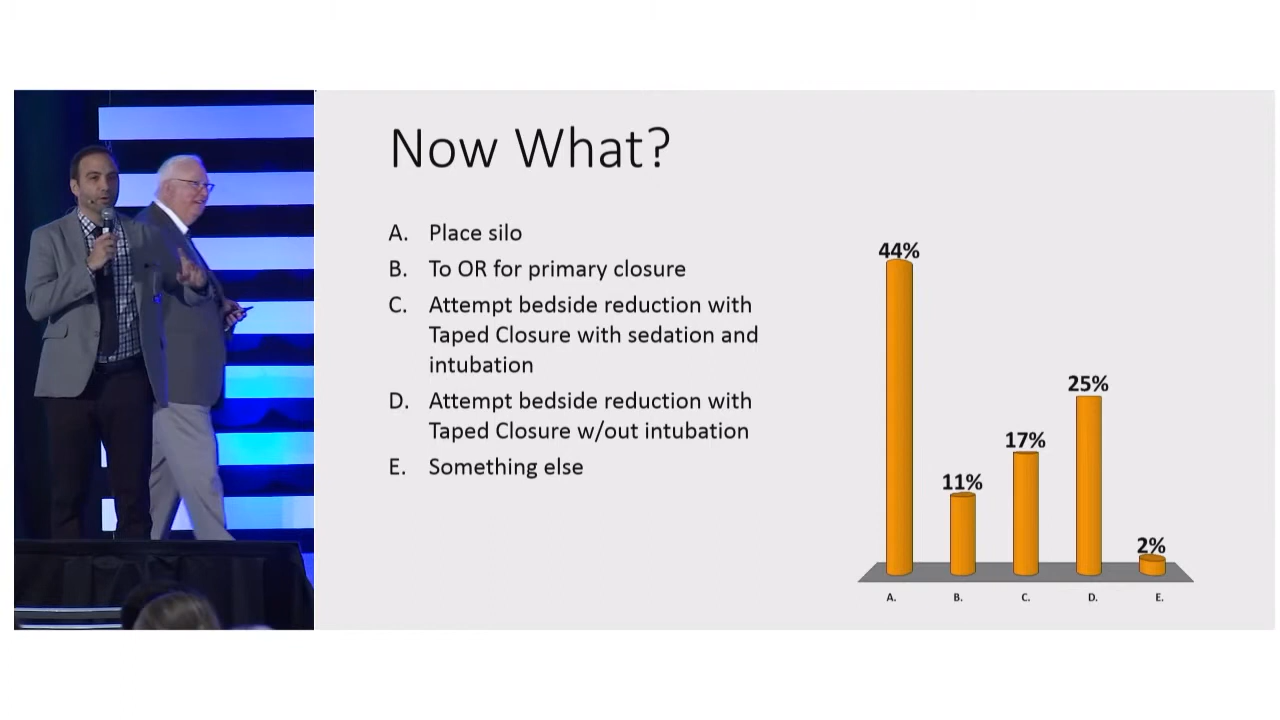 Now What?
A. Place silo
B. To OR for primary closure
C. Attempt bedside reduction with
Taped Closure with sedation and
intubation
D. Attempt bedside reduction with
Taped Closure w/out intubation
E. Something else
44%
11%
17%
25%
2%
A. B. C. D. E.